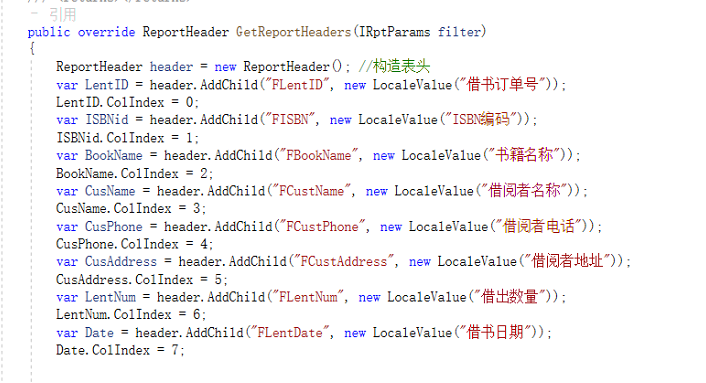 引用
public override ReportHeader GetReportHeaders(IRptParams filter)
{
ReportHeader header = new ReportHeader(); //构造表头
var LentID = header.AddChild("FLentID", new LocaleValue("借书订单号"));
LentID.ColIndex = 0;
var ISBNid = header.AddChild("FISBN", new LocaleValue("ISBN编码"));
ISBNid.ColIndex = 1;
var BookName = header.AddChild("FBookName", new LocaleValue("书籍名称"));
BookName.ColIndex = 2;
var CusName = header.AddChild("FCustName", new LocaleValue("借阅者名称"));
CusName.ColIndex = 3;
var CusPhone = header.AddChild("FCustPhone", new LocaleValue("借阅者电话"));
CusPhone.ColIndex = 4;
var CusAddress = header.AddChild("FCustAddress", new LocaleValue("借阅者地址"));
CusAddress.ColIndex = 5;
var LentNum = header.AddChild("FLentNum", new LocaleValue("借出数量"));
LentNum.ColIndex = 6;
var Date = header.AddChild("FLentDate", new LocaleValue("借书日期"));
Date.ColIndex = 7;